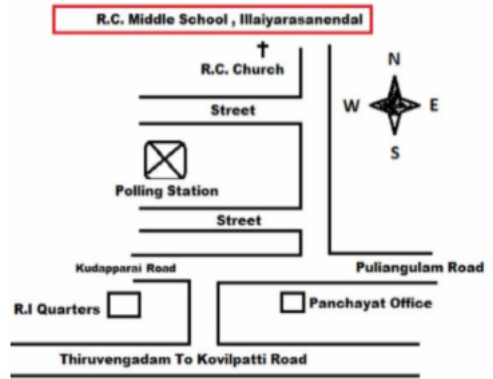 R.C. Middle School , Illaiyarasanendal
R.C. Church
N
W
E
S
Street
Polling Station
Street
Kudapparai Road
Puliangulam Road
R.I Quarters
Panchayat Office
Thiruvengadam To Kovilpatti Road